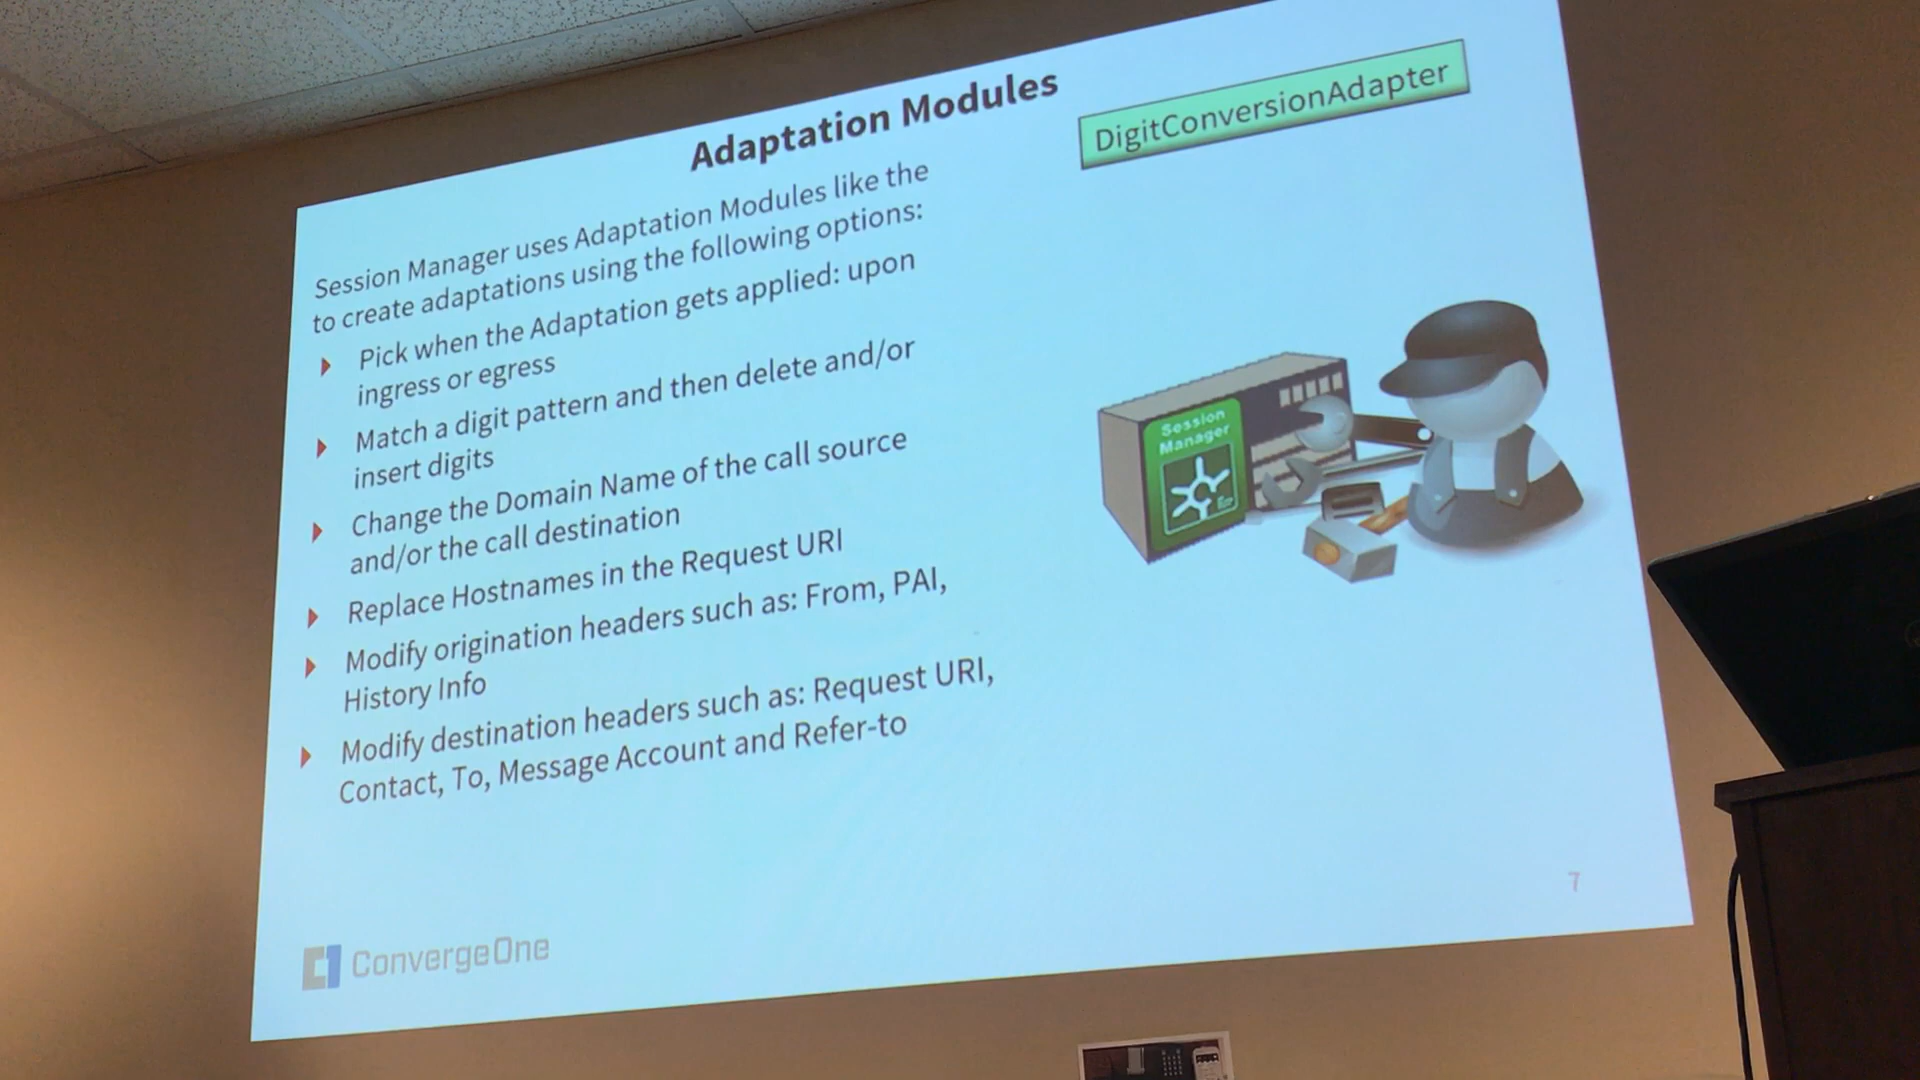 Adaptation Modules
DigitConversionAdapter
Session Manager uses Adaptation Modules like the
to create adaptations using the following options:
Pick when the Adaptation gets applied: upon
ingress or egress
Match a digit pattern and then delete and/or
insert digits
Change the Domain Name of the call source
and/or the call destination
Replace Hostnames in the Request URI
Modify origination headers such as: From, PAI,
History Info
Modify destination headers such as: Request URI,
Contact, To, Message Account and Refer-to
Session
Manager
7
ConvergeOne